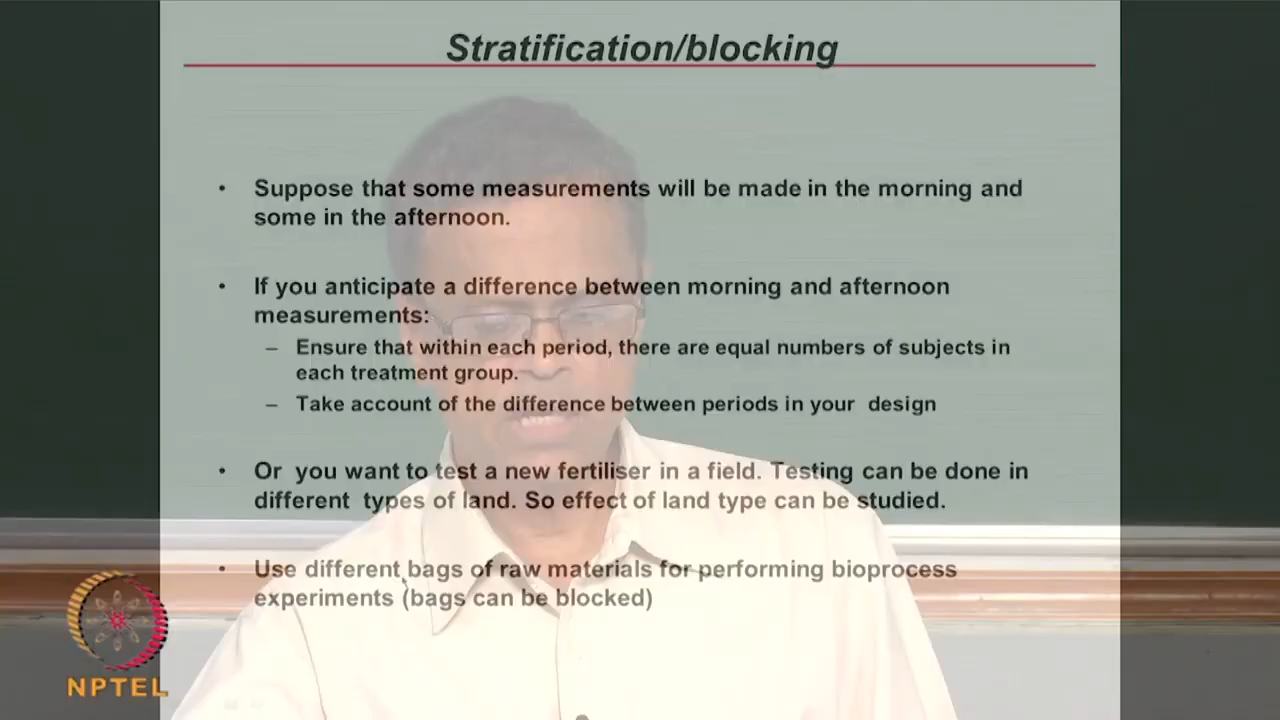 Stratification/blocking
• Suppose that some measurements will be made in the morning and
some in the afternoon.
• If you anticipate a difference between morning and afternoon
measurements:
– Ensure that within each period, there are equal numbers of subjects in
each treatment group.
– Take account of the difference between periods in your design
• Or you want to test a new fertiliser in a field. Testing can be done in
different types of land. So effect of land type can be studied.
• Use different bags of raw materials for performing bioprocess
experiments (bags can be blocked)
NPTEL